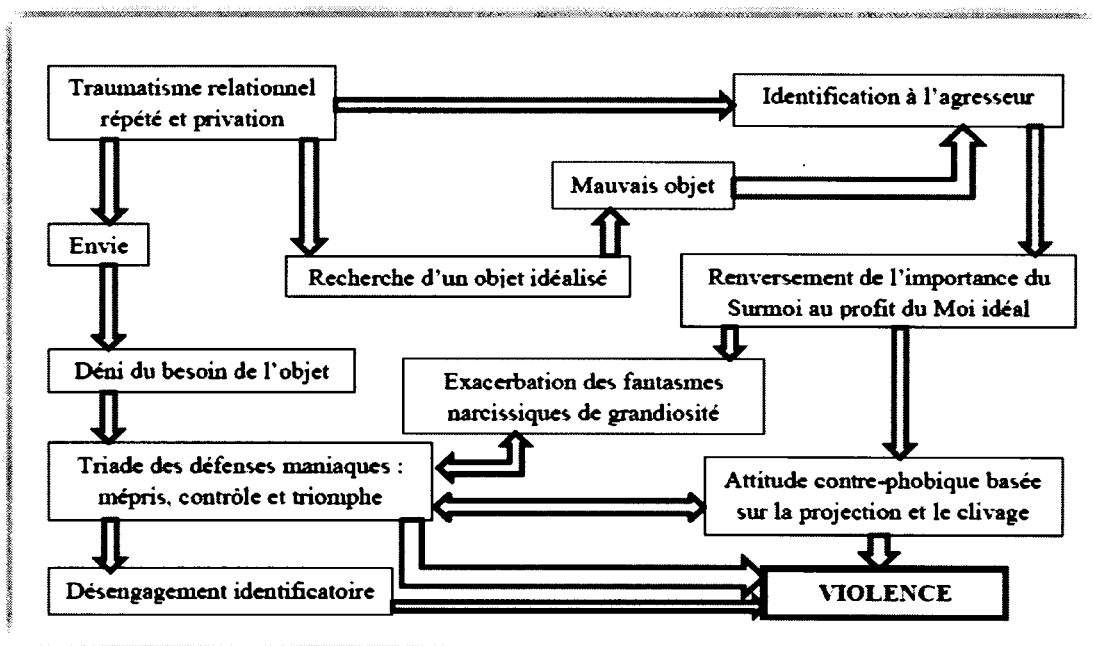 Traumatisme relationnel
répété et privation
Identification à l'agresseur
Mauvais objet
Envie
Recherche d'un objet idéalisé
Renversement de l'importance du
Surmoi au profit du Moi idéal
Déni du besoin de l'objet
Exacerbation des fantasmes
narcissiques de grandiosité
Triade des défenses maniaques :
mépris, contrôle et triomphe
Attitude contre-phobique basée
sur la projection et le clivage
Désengagement identificatoire
VIOLENCE